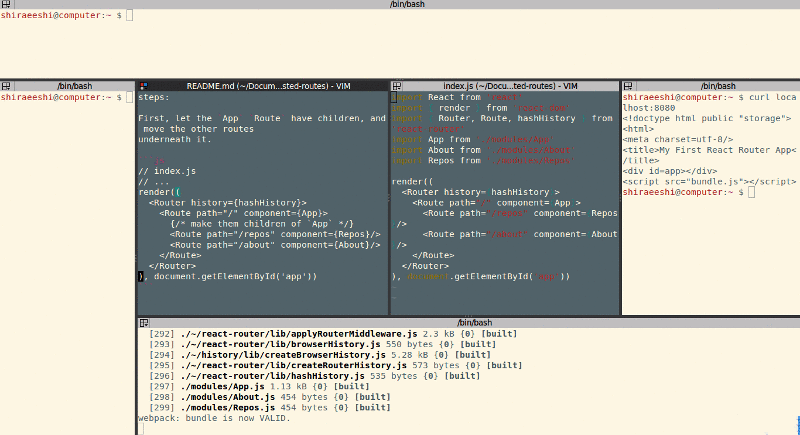 /bin/bash
shiraeeshi@computer:~ $
/bin/bash
shiraeeshi@computer:~ $
README.md (~/Docum...sted-routes) - VIM
steps:
First, let the App Route have children, and
move the other routes
underneath it.
// index.js
// ...
render((
<Router history={hashHistory}>
<Route path="/" component={App}>
{/* make them children of `App` */}
<Route path="/repos" component={Repos}/>
<Route path="/about" component={About}/>
</Route>
</Router>
), document.getElementById('app'))
index.js (~/Docu...ted-routes) - VIM
import React from 'react'
import render from 'react-dom'
import Router, Route, hashHistory from
'react-router'
import App from './modules/App'
import About from './modules/About'
import Repos from './modules/Repos'
render((
<Router history= hashHistory >
<Route path="/" component= App >
<Route path="/repos" component= Repos
/>
<Route path="/about" component= About
/>
</Route>
</Router>
), document.getElementById('app'))
~
~
/bin/bash
shiraeeshi@computer:~ $ curl loca
lhost:8080
<!doctype html public "storage">
<html>
<meta charset=utf-8/>
<title>My First React Router App<
/title>
<div id=app></div>
<script src="bundle.js"></script>
shiraeeshi@computer:~ $
/bin/bash
[292] ./~/react-router/lib/applyRouterMiddleware.js 2.3 kB {0} [built]
[293] ./~/react-router/lib/browserHistory.js 550 bytes {0} [built]
[294] ./~/history/lib/createBrowserHistory.js 5.28 kB {0} [built]
[295] ./~/react-router/lib/createRouterHistory.js 573 bytes {0} [built]
[296] ./~/react-router/lib/hashHistory.js 535 bytes {0} [built]
[297] ./modules/App.js 1.13 kB {0} [built]
[298] ./modules/About.js 454 bytes {0} [built]
[299] ./modules/Repos.js 454 bytes {0} [built]
webpack: bundle is now VALID.